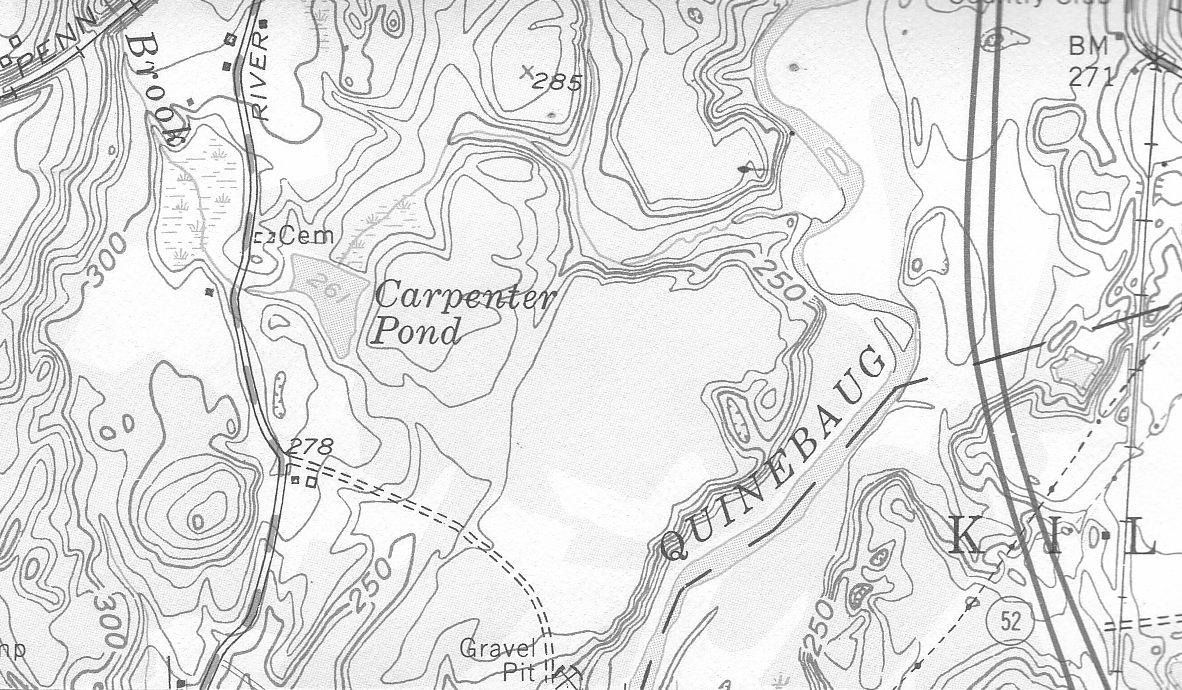 PENN
Brook
RIVER
×285
BM
271
300
Cem
261
Carpenter
Pond
250
QUINEBAUG
278
250
300
K I L
52
250
Gravel
Pit